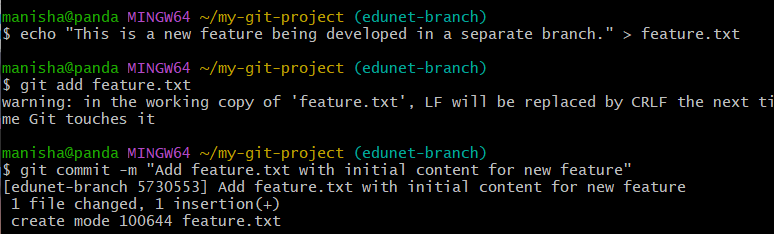 manisha@panda MINGW64 ~/my-git-project (edunet-branch)
$ echo "This is a new feature being developed in a separate branch." > feature.txt
manisha@panda MINGW64 ~/my-git-project (edunet-branch)
$ git add feature.txt
warning: in the working copy of 'feature.txt', LF will be replaced by CRLF the next ti
me Git touches it
manisha@panda MINGW64 ~/my-git-project (edunet-branch)
$ git commit -m "Add feature.txt with initial content for new feature"
[edunet-branch 5730553] Add feature.txt with initial content for new feature
 1 file changed, 1 insertion(+)
 create mode 100644 feature.txt